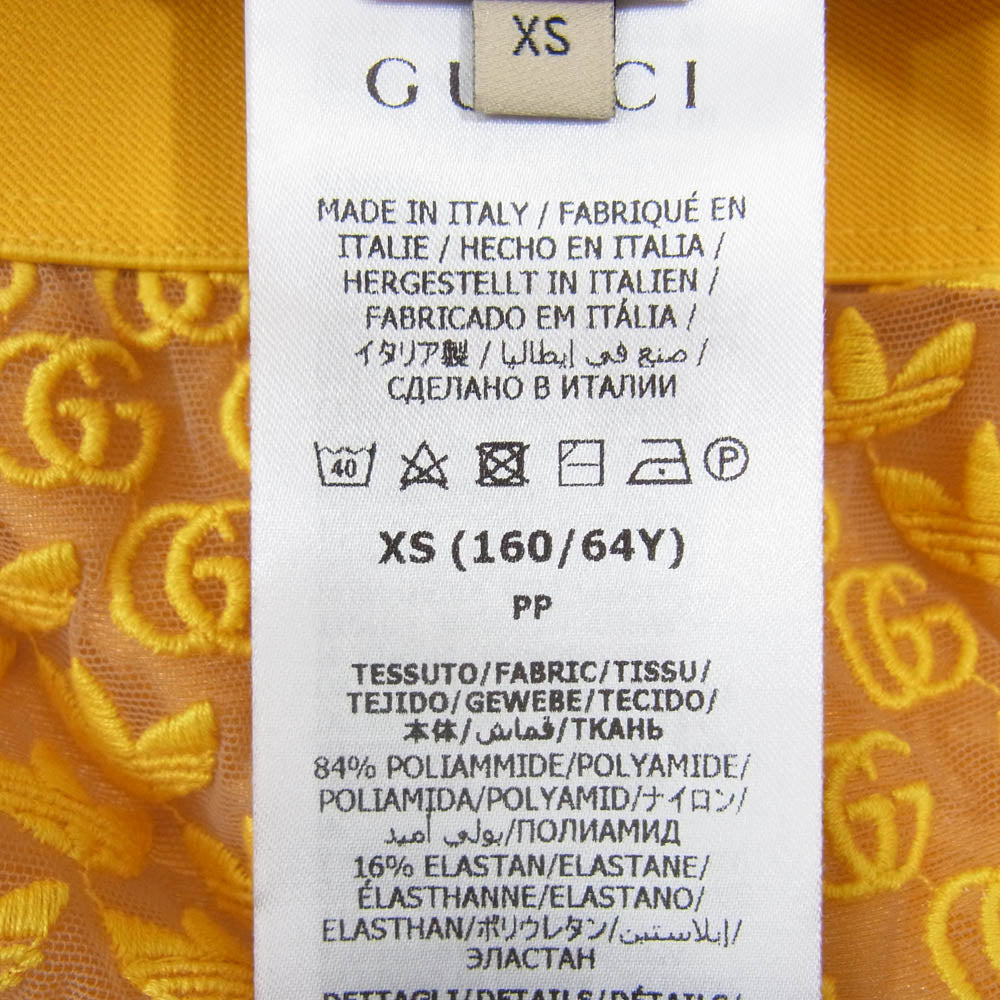 XS
GUCCI
MADE IN ITALY / FABRIQUÉ EN
ITALIE / HECHO EN ITALIA /
HERGESTELLT IN ITALIEN /
FABRICADO EM ITÁLIA /
イタリア製 / صنع في إيطاليا /
СДЕЛАНО В ИТАЛИИ
40 P
XS (160/64Y)
PP
TESSUTO/FABRIC/TISSU/
TEJIDO/GEWEBE/TECIDO/
本体/قماش/ТКАНЬ
84% POLIAMMIDE/POLYAMIDE/
POLIAMIDA/POLYAMID/ナイロン/
بولي أميد/ПОЛИАМИД
16% ELASTAN/ELASTANE/
ÉLASTHANNE/ELASTANO/
ELASTHAN/ポリウレタン/إيلاستين/
ЭЛАСТАН
DETTAGLI/DETAILS/DÉTAILS/